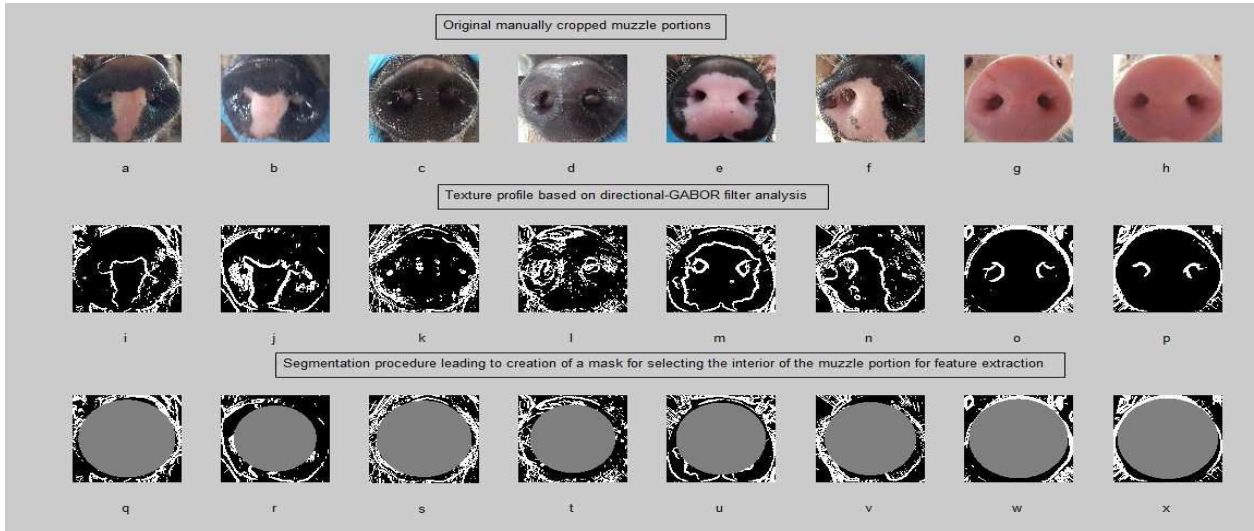 Original manually cropped muzzle portions
a b c d e f g h
Texture profile based on directional-GABOR filter analysis
i j k l m n o p
Segmentation procedure leading to creation of a mask for selecting the interior of the muzzle portion for feature extraction
q r s t u v w x